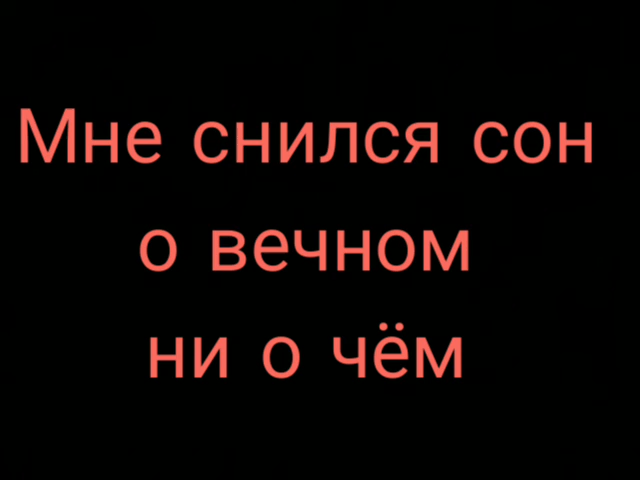 Мне снился сон
о вечном
ни о чём